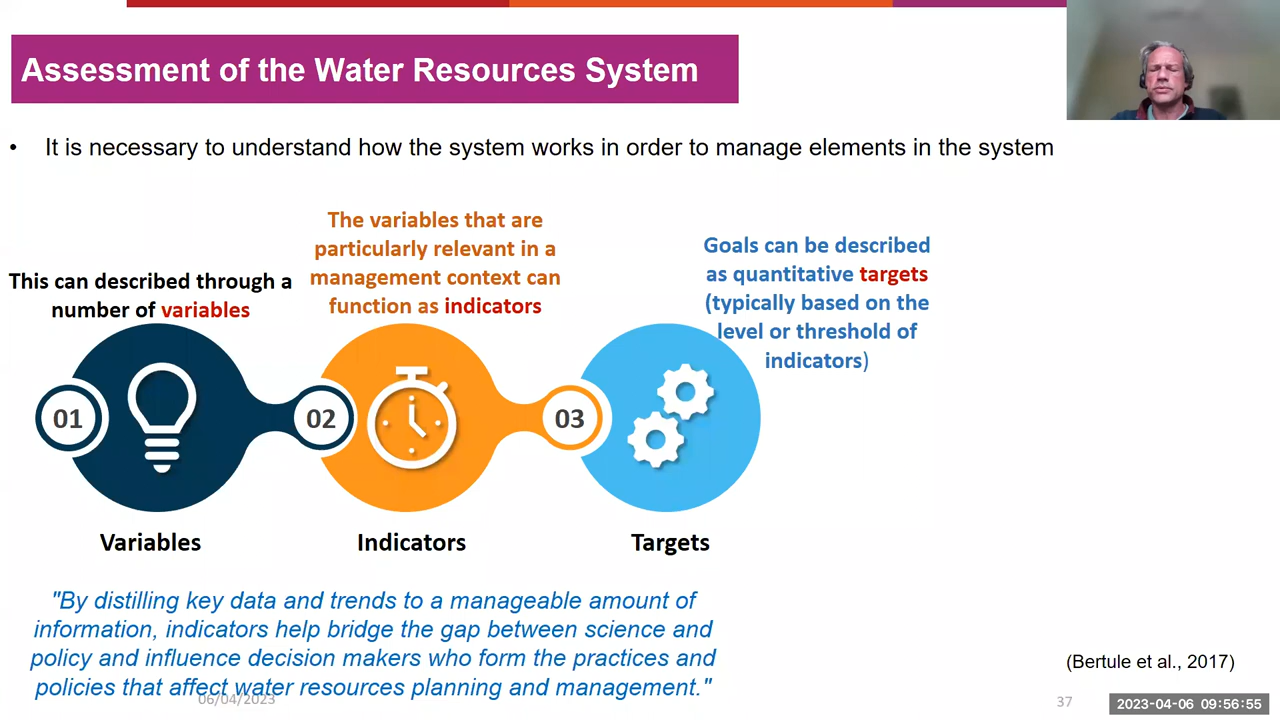 Assessment of the Water Resources System
• It is necessary to understand how the system works in order to manage elements in the system
This can described through a
number of variables
The variables that are
particularly relevant in a
management context can
function as indicators
Goals can be described
as quantitative targets
(typically based on the
level or threshold of
indicators)
01
02
03
Variables
Indicators
Targets
"By distilling key data and trends to a manageable amount of
information, indicators help bridge the gap between science and
policy and influence decision makers who form the practices and
policies that affect water resources planning and management."
(Bertule et al., 2017)
06/04/2023
37
2023-04-06 09:56:55